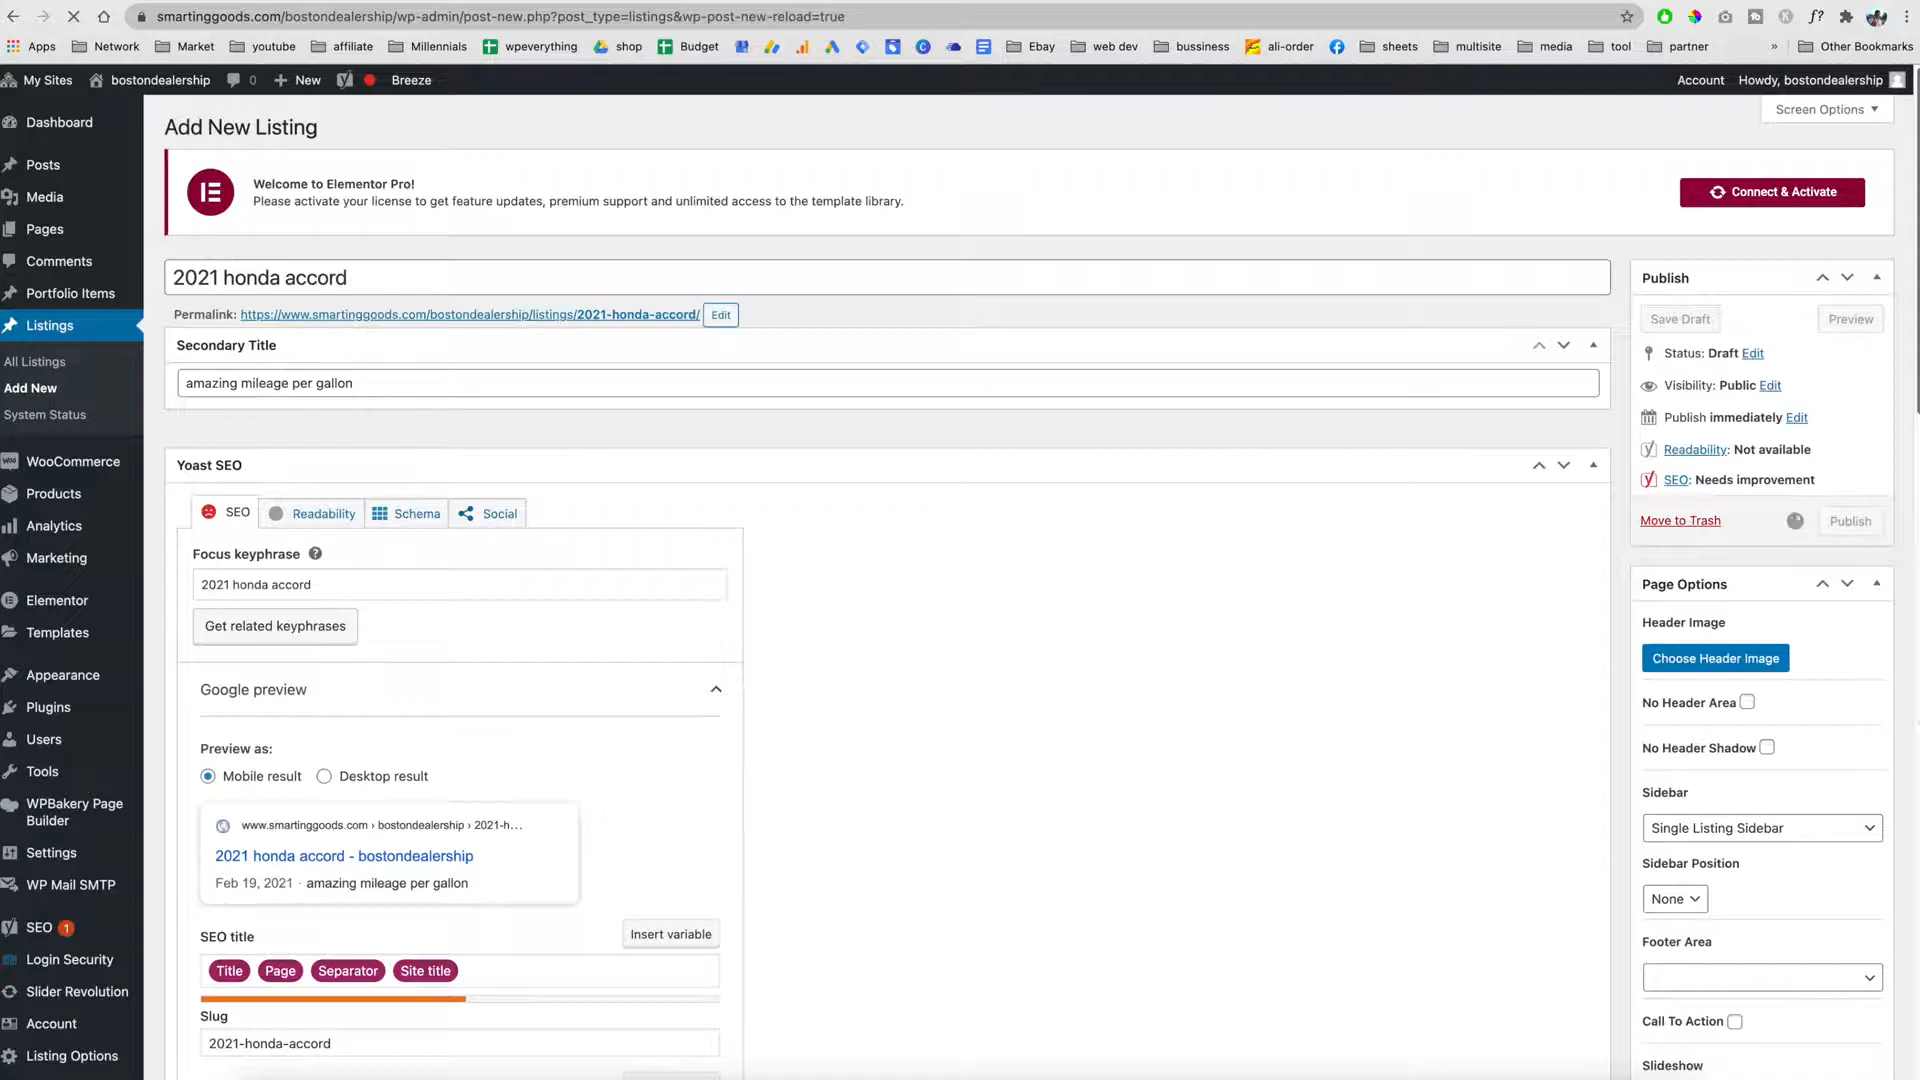 smartinggoods.com/bostondealership/wp-admin/post-new.php?post_type=listings&wp-post-new-reload=true
Apps Network Market youtube affiliate Millennials wpeverything shop Budget Ebay web dev bussiness ali-order sheets multisite media tool partner » Other Bookmarks
My Sites bostondealership 0 New Breeze Account Howdy, bostondealership
Screen Options
Dashboard
Posts
Media
Pages
Comments
Portfolio Items
Listings
All Listings
Add New
System Status
WooCommerce
Products
Analytics
Marketing
Elementor
Templates
Appearance
Plugins
Users
Tools
WPBakery Page
Builder
Settings
WP Mail SMTP
SEO 1
Login Security
Slider Revolution
Account
Listing Options
Add New Listing
Welcome to Elementor Pro!
Please activate your license to get feature updates, premium support and unlimited access to the template library.
Connect & Activate
2021 honda accord
Permalink: https://www.smartinggoods.com/bostondealership/listings/2021-honda-accord/ Edit
Secondary Title
amazing mileage per gallon
Yoast SEO
SEO Readability Schema Social
Focus keyphrase ?
2021 honda accord
Get related keyphrases
Google preview
Preview as:
Mobile result Desktop result
www.smartinggoods.com › bostondealership › 2021-h...
2021 honda accord - bostondealership
Feb 19, 2021 · amazing mileage per gallon
SEO title Insert variable
Title Page Separator Site title
Slug
2021-honda-accord
Publish
Save Draft Preview
Status: Draft Edit
Visibility: Public Edit
Publish immediately Edit
Readability: Not available
SEO: Needs improvement
Move to Trash Publish
Page Options
Header Image
Choose Header Image
No Header Area
No Header Shadow
Sidebar
Single Listing Sidebar
Sidebar Position
None
Footer Area
Call To Action
Slideshow